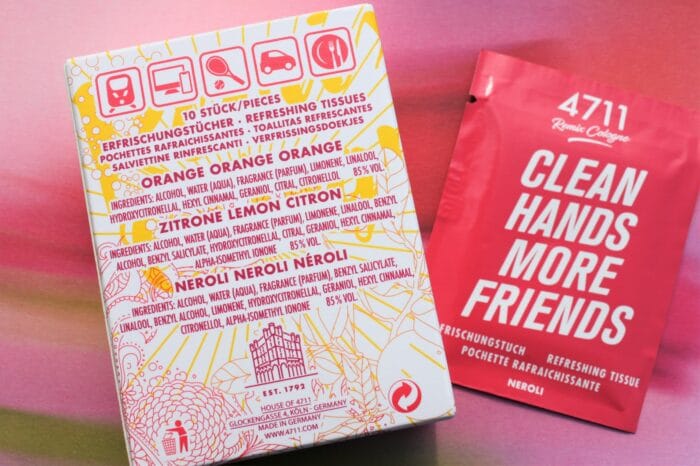 10 STÜCK/PIECES
ERFRISCHUNGSTÜCHER · REFRESHING TISSUES
POCHETTES RAFRAICHISSANTES · TOALLITAS REFRESCANTES
SALVIETTINE RINFRESCANTI · VERFRISSINGSDOEKJES
ORANGE ORANGE ORANGE
INGREDIENTS: ALCOHOL, WATER (AQUA), FRAGRANCE (PARFUM), LIMONENE, LINALOOL,
HYDROXYCITRONELLAL, HEXYL CINNAMAL, GERANIOL, CITRAL, CITRONELLOL 85 % VOL
ZITRONE LEMON CITRON
INGREDIENTS: ALCOHOL, WATER (AQUA), FRAGRANCE (PARFUM), LIMONENE, LINALOOL, BENZYL
ALCOHOL, BENZYL SALICYLATE, HYDROXYCITRONELLAL, CITRAL, GERANIOL, HEXYL CINNAMAL,
ALPHA-ISOMETHYL IONONE 85 % VOL
NEROLI NEROLI NÉROLI
INGREDIENTS: ALCOHOL, WATER (AQUA), FRAGRANCE (PARFUM), BENZYL SALICYLATE,
LINALOOL, BENZYL ALCOHOL, LIMONENE, HYDROXYCITRONELLAL, GERANIOL, HEXYL CINNAMAL,
CITRONELLOL, ALPHA-ISOMETHYL IONONE 85 % VOL
EST. 1792
HOUSE OF 4711
GLOCKENGASSE 4, KÖLN - GERMANY
MADE IN GERMANY
WWW.4711.COM
4711
Remix Cologne
CLEAN
HANDS
MORE
FRIENDS
FRISCHUNGSTUCH REFRESHING TISSUE
POCHETTE RAFRAICHISSANTE
NEROLI